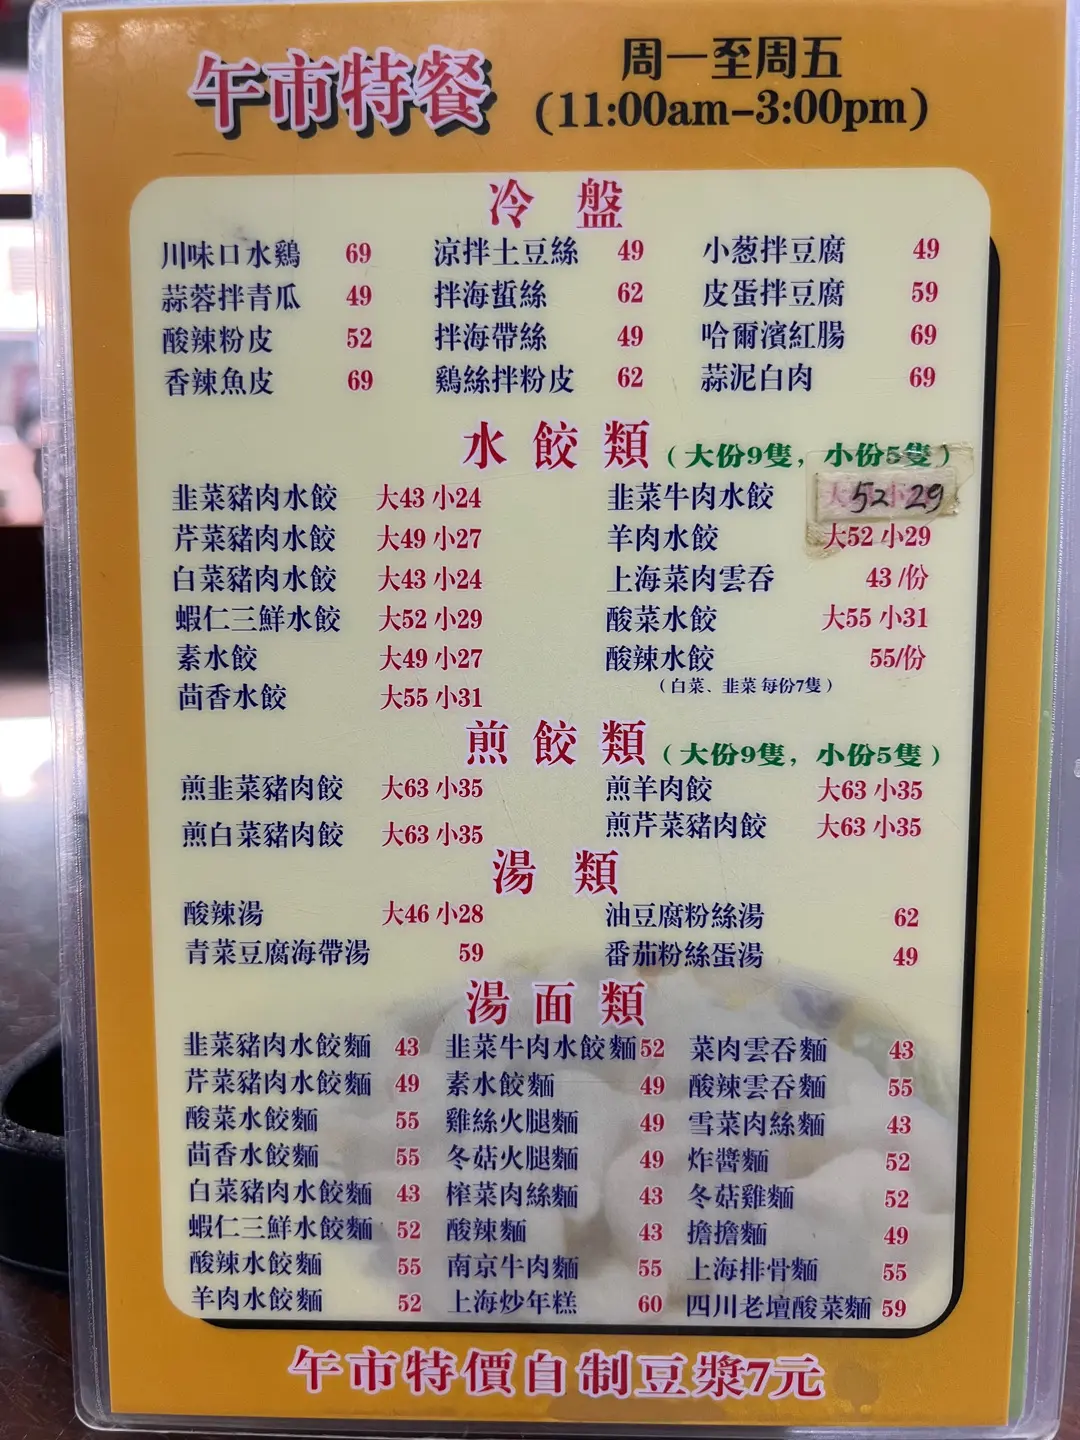 午市特餐 周一至周五
(11:00am-3:00pm)
冷盤
川味口水鷄 69 涼拌土豆絲 49 小葱拌豆腐 49
蒜蓉拌青瓜 49 拌海蜇絲 62 皮蛋拌豆腐 59
酸辣粉皮 52 拌海帶絲 49 哈爾濱紅腸 69
香辣魚皮 69 鷄絲拌粉皮 62 蒜泥白肉 69
水餃類 (大份9隻, 小份5隻)
韭菜豬肉水餃 大43 小24 韭菜牛肉水餃 大52 小29
芹菜豬肉水餃 大49 小27 羊肉水餃 大52 小29
白菜豬肉水餃 大43 小24 上海菜肉雲吞 43 /份
蝦仁三鮮水餃 大52 小29 酸菜水餃 大55 小31
素水餃 大49 小27 酸辣水餃 55/份
茴香水餃 大55 小31 (白菜、韭菜 每份7隻)
煎餃類 (大份9隻, 小份5隻)
煎韭菜豬肉餃 大63 小35 煎羊肉餃 大63 小35
煎白菜豬肉餃 大63 小35 煎芹菜豬肉餃 大63 小35
湯類
酸辣湯 大46 小28 油豆腐粉絲湯 62
青菜豆腐海帶湯 59 番茄粉絲蛋湯 49
湯面類
韭菜豬肉水餃麵 43 韭菜牛肉水餃麵 52 菜肉雲吞麵 43
芹菜豬肉水餃麵 49 素水餃麵 49 酸辣雲吞麵 55
酸菜水餃麵 55 雞絲火腿麵 49 雪菜肉絲麵 43
茴香水餃麵 55 冬菇火腿麵 49 炸醬麵 52
白菜豬肉水餃麵 43 榨菜肉絲麵 43 冬菇雞麵 52
蝦仁三鮮水餃麵 52 酸辣麵 43 擔擔麵 49
酸辣水餃麵 55 南京牛肉麵 55 上海排骨麵 55
羊肉水餃麵 52 上海炒年糕 60 四川老壇酸菜麵 59
午市特價自制豆漿7元